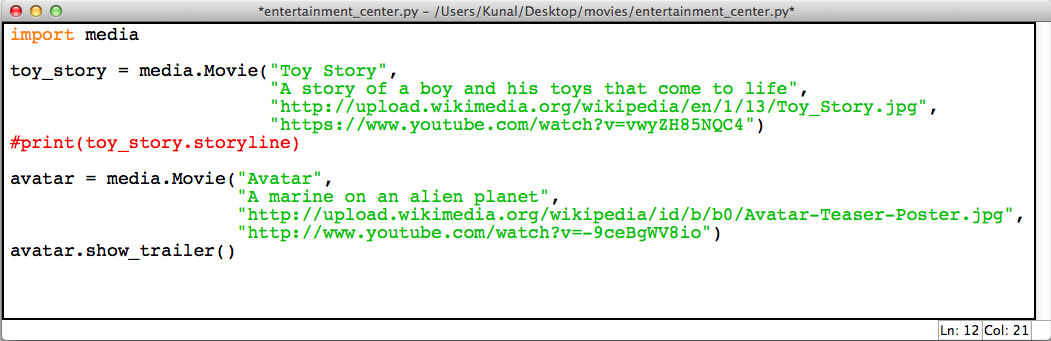 *entertainment_center.py - /Users/Kunal/Desktop/movies/entertainment_center.py*
import media
toy_story = media.Movie("Toy Story",
"A story of a boy and his toys that come to life",
"http://upload.wikimedia.org/wikipedia/en/1/13/Toy_Story.jpg",
"https://www.youtube.com/watch?v=vwyZH85NQC4")
#print(toy_story.storyline)
avatar = media.Movie("Avatar",
"A marine on an alien planet",
"http://upload.wikimedia.org/wikipedia/id/b/b0/Avatar-Teaser-Poster.jpg",
"http://www.youtube.com/watch?v=-9ceBgWV8io")
avatar.show_trailer()
Ln: 12 Col: 21